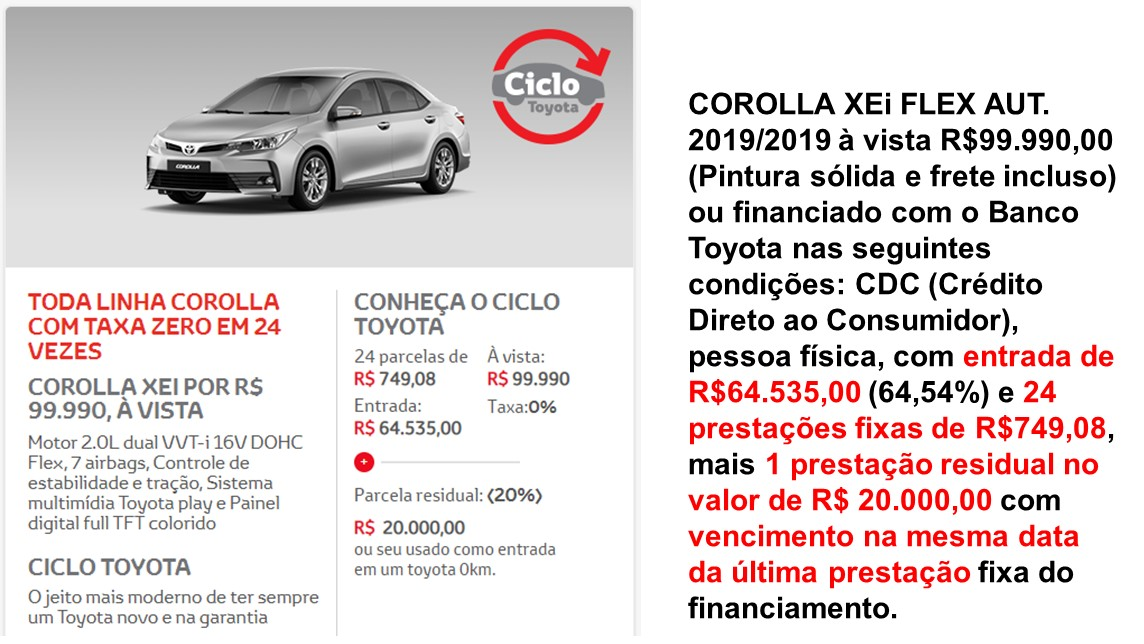 Ciclo
Toyota
COROLLA
TODA LINHA COROLLA
COM TAXA ZERO EM 24
VEZES
COROLLA XEI POR R$
99.990, À VISTA
Motor 2.0L dual VVT-i 16V DOHC
Flex, 7 airbags, Controle de
estabilidade e tração, Sistema
multimídia Toyota play e Painel
digital full TFT colorido
CICLO TOYOTA
O jeito mais moderno de ter sempre
um Toyota novo e na garantia
CONHEÇA O CICLO
TOYOTA
24 parcelas de
R$ 749,08
À vista:
R$ 99.990
Entrada:
R$ 64.535,00
Taxa:0%
+
Parcela residual: (20%)
R$ 20.000,00
ou seu usado como entrada
em um toyota 0km.
COROLLA XEi FLEX AUT.
2019/2019 à vista R$99.990,00
(Pintura sólida e frete incluso)
ou financiado com o Banco
Toyota nas seguintes
condições: CDC (Crédito
Direto ao Consumidor),
pessoa física, com entrada de
R$64.535,00 (64,54%) e 24
prestações fixas de R$749,08,
mais 1 prestação residual no
valor de R$ 20.000,00 com
vencimento na mesma data
da última prestação fixa do
financiamento.